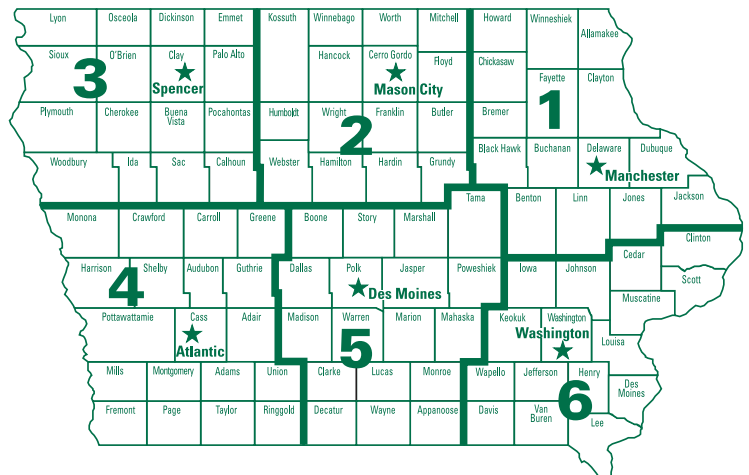 Lyon Osceola Dickinson Emmet Kossuth Winnebago Worth Mitchell Howard Winneshiek
Allamakee
Sioux O'Brien Clay Palo Alto Hancock Cerro Gordo Floyd Chickasaw
3 Spencer Mason City Fayette Clayton
1
Plymouth Cherokee Buena Vista Pocahontas Humboldt Wright Franklin Butler Bremer
2
Woodbury Ida Sac Calhoun Webster Hamilton Hardin Grundy Black Hawk Buchanan Delaware Dubuque
Manchester
Tama Benton Linn Jones Jackson
Monona Crawford Carroll Greene Boone Story Marshall
Clinton
Cedar
Harrison Shelby Audubon Guthrie Dallas Polk Jasper Poweshiek Iowa Johnson
Scott
4 Des Moines
Muscatine
Pottawattamie Cass Adair Madison Warren Marion Mahaska Keokuk Washington
Atlantic 5 Washington
Louisa
Mills Montgomery Adams Union Clarke Lucas Monroe Wapello Jefferson Henry
Des
Moines
6
Fremont Page Taylor Ringgold Decatur Wayne Appanoose Davis Van
Buren
Lee